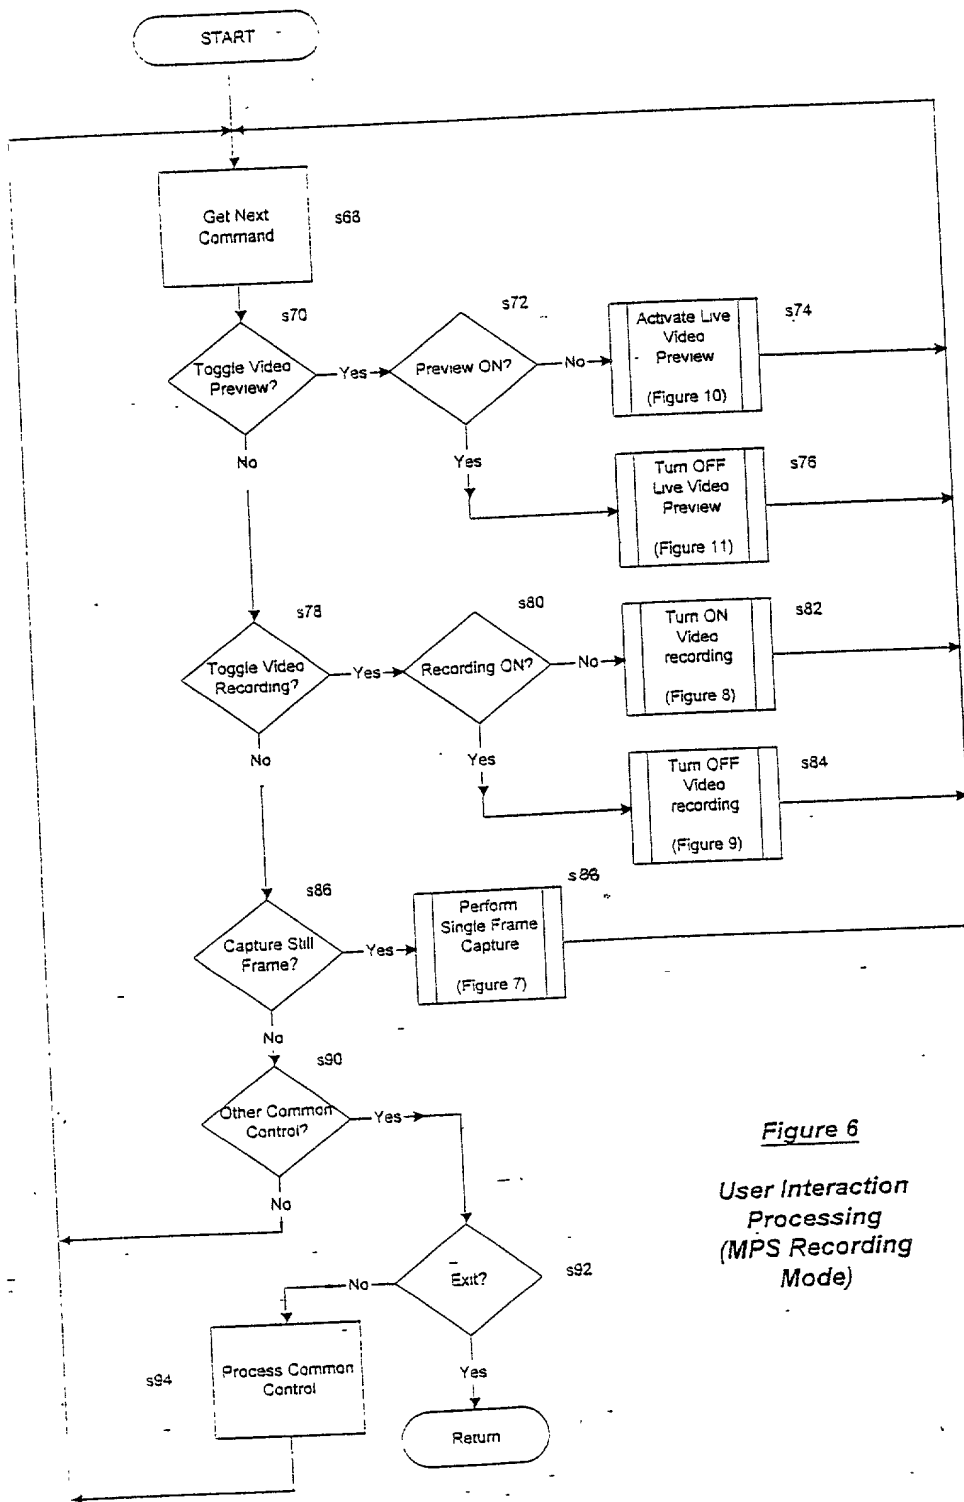 START
Get Next
Command
s68
s70
Toggle Video
Preview?
Yes
No
s72
Preview ON?
No
Yes
Activate Live
Video
Preview
(Figure 10)
s74
Turn OFF
Live Video
Preview
(Figure 11)
s76
s78
Toggle Video
Recording?
Yes
No
s80
Recording ON?
No
Yes
Turn ON
Video
recording
(Figure 8)
s82
Turn OFF
Video
recording
(Figure 9)
s84
s86
Capture Still
Frame?
Yes
No
s88
Perform
Single Frame
Capture
(Figure 7)
s90
Other Common
Control?
Yes
No
Exit?
s92
No
Yes
s94
Process Common
Control
Return
Figure 6
User Interaction
Processing
(MPS Recording
Mode)